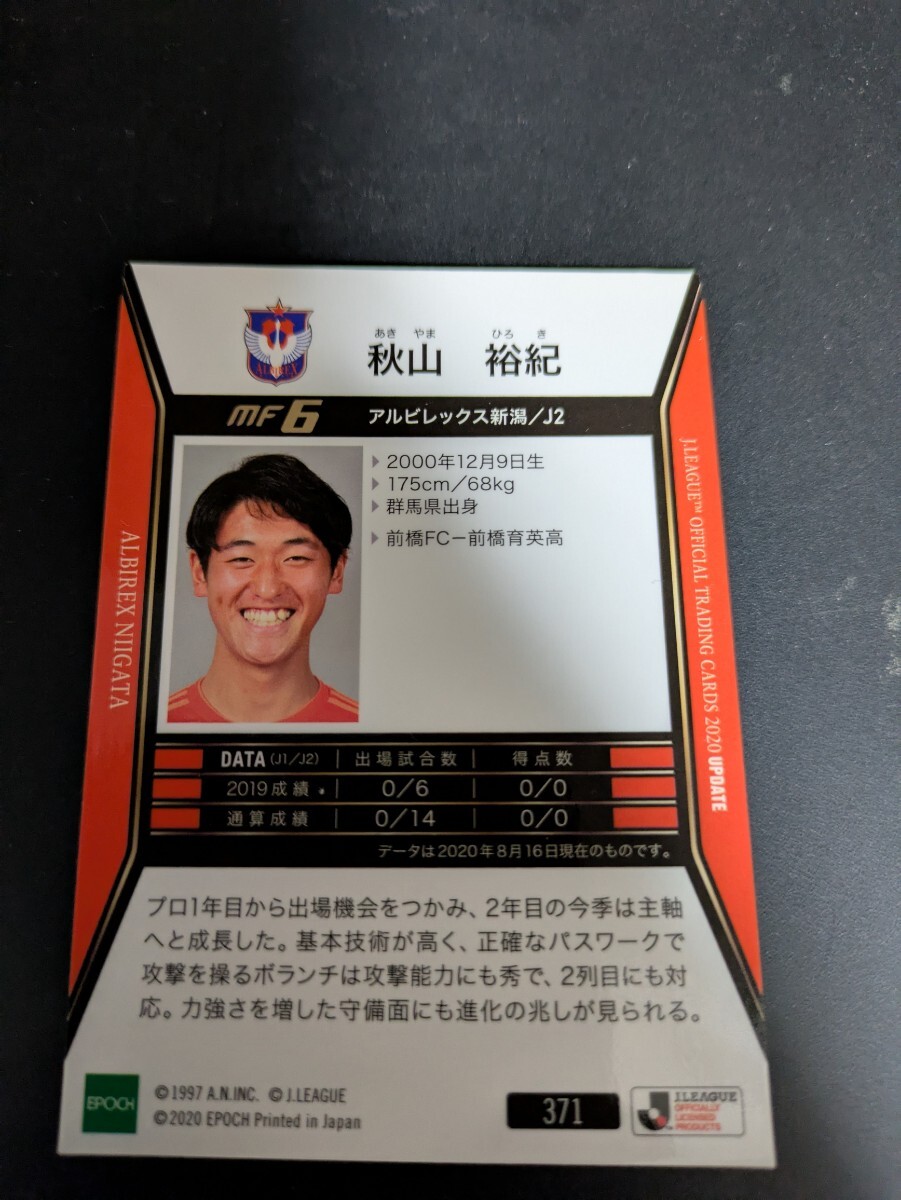 あき やま ひろ き
秋山 裕紀
ALBIREX
MF 6 アルビレックス新潟/J2
2000年12月9日生
175cm/68kg
群馬県出身
前橋FCー前橋育英高
ALBIREX NIIGATA
J.LEAGUE™ OFFICIAL TRADING CARDS 2020 UPDATE
DATA (J1/J2) 出場試合数 得点数
2019成績 0/6 0/0
通算成績 0/14 0/0
データは2020年8月16日現在のものです。
プロ1年目から出場機会をつかみ、2年目の今季は主軸
へと成長した。基本技術が高く、正確なパスワークで
攻撃を操るボランチは攻撃能力にも秀で、2列目にも対
応。力強さを増した守備面にも進化の兆しが見られる。
EPOCH
©1997 A.N.INC. © J.LEAGUE
©2020 EPOCH Printed in Japan
371
J.LEAGUE
OFFICIALLY
LICENSED
PRODUCTS